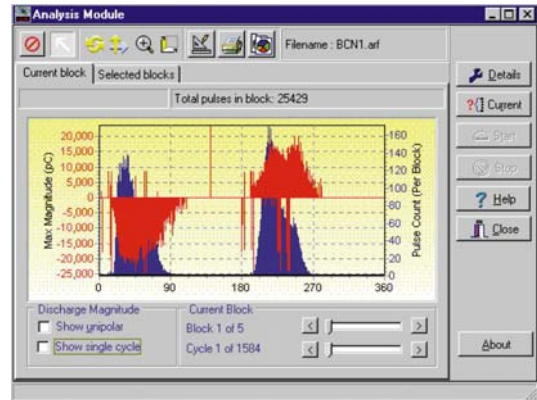 Analysis Module
Filename : BCN1.arf
Current block
Selected blocks
Total pulses in block: 25429
Max Magnitude (pC)
20,000
15,000
10,000
5,000
0
-5,000
-10,000
-15,000
-20,000
-25,000
0 90 180 270 360
160
140
120
100
80
60
40
20
0
Pulse Count (Per Block)
Discharge Magnitude
Show unipolar
Show single cycle
Current Block
Block 1 of 5
Cycle 1 of 1584
Details
?{} Current
Start
Stop
? Help
Close
About